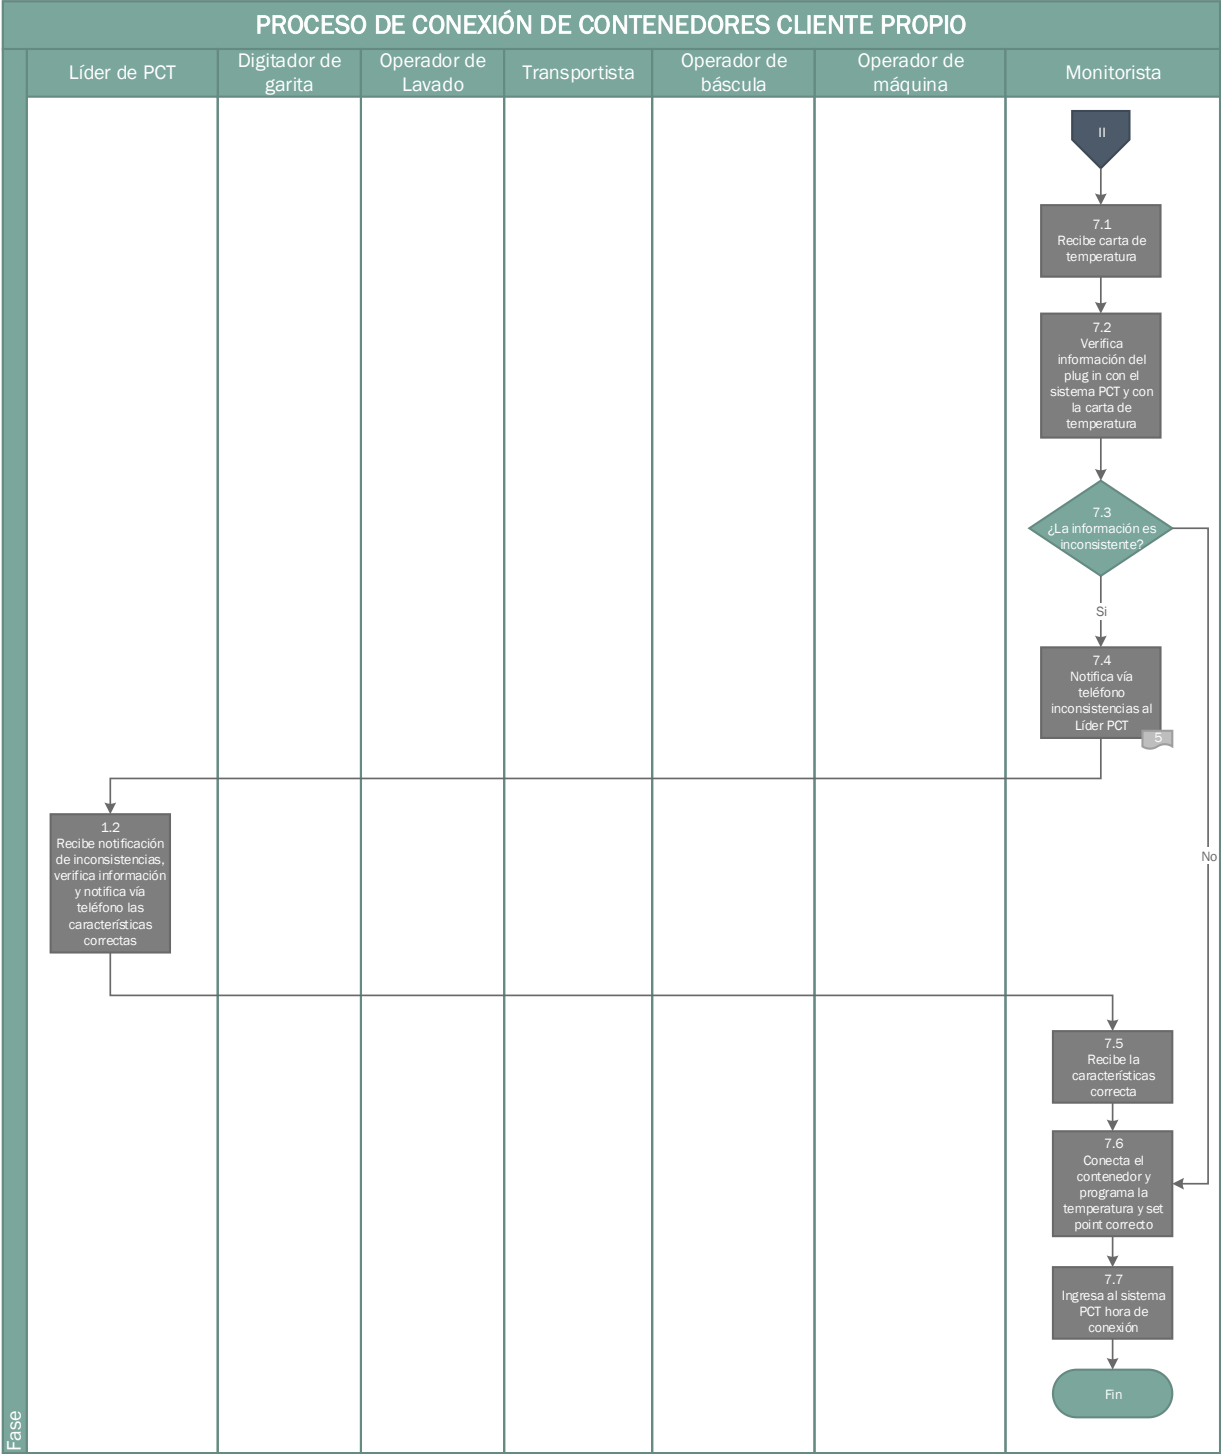 PROCESO DE CONEXIÓN DE CONTENEDORES CLIENTE PROPIO
Líder de PCT
Digitador de
garita
Operador de
Lavado
Transportista
Operador de
báscula
Operador de
máquina
Monitorista
II
7.1
Recibe carta de
temperatura
7.2
Verifica
información del
plug in con el
sistema PCT y con
la carta de
temperatura
7.3
¿La información es
inconsistente?
Si
7.4
Notifica vía
teléfono
inconsistencias al
Líder PCT
5
1.2
Recibe notificación
de inconsistencias,
verifica información
y notifica vía
teléfono las
características
correctas
No
7.5
Recibe la
características
correcta
7.6
Conecta el
contenedor y
programa la
temperatura y set
point correcto
7.7
Ingresa al sistema
PCT hora de
conexión
Fin
Fase